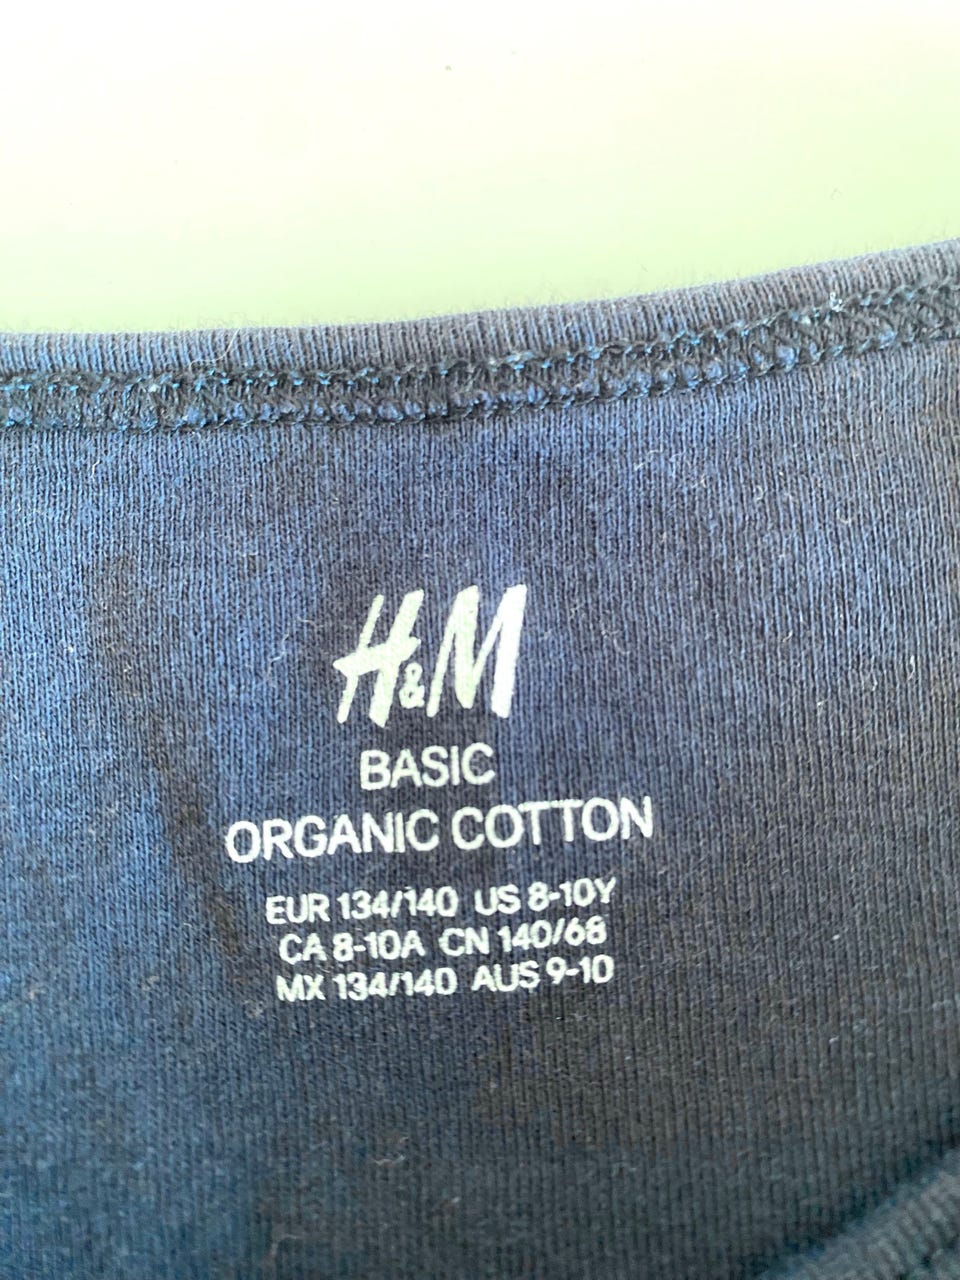 H&M
BASIC
ORGANIC COTTON
EUR 134/140 US 8-10Y
CA 8-10A CN 140/68
MX 134/140 AUS 9-10